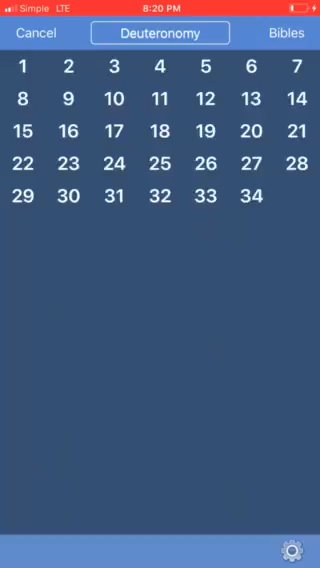 Simple LTE 8:20 PM
Cancel Deuteronomy Bibles
1 2 3 4 5 6 7
8 9 10 11 12 13 14
15 16 17 18 19 20 21
22 23 24 25 26 27 28
29 30 31 32 33 34